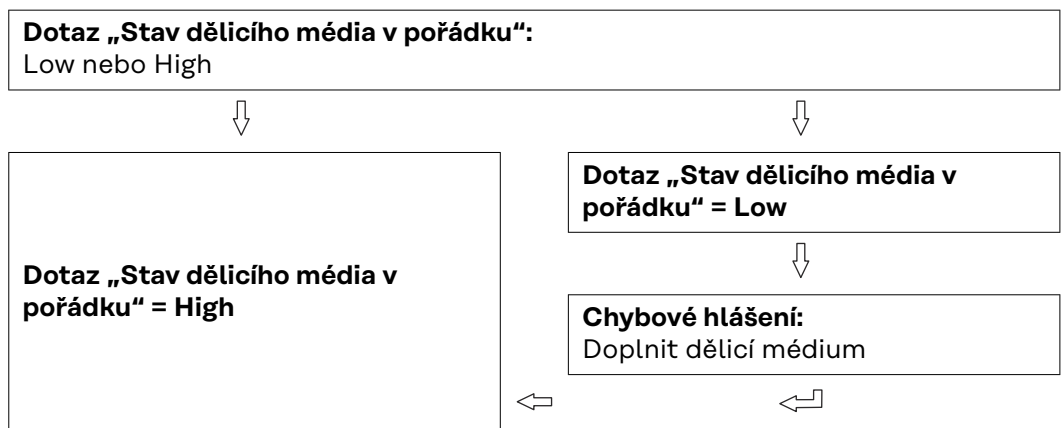 Dotaz „Stav dělicího média v pořádku“:
Low nebo High
Dotaz „Stav dělicího média v
pořádku“ = High
Dotaz „Stav dělicího média v
pořádku“ = Low
Chybové hlášení:
Doplnit dělicí médium